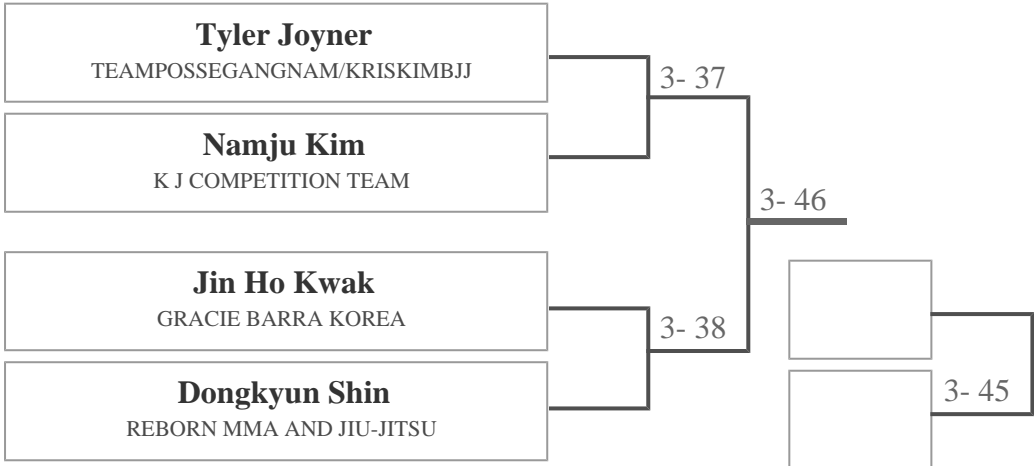 Tyler Joyner
TEAMPOSSEGANGNAM/KRISKIMBJJ
3- 37
Namju Kim
K J COMPETITION TEAM
3- 46
Jin Ho Kwak
GRACIE BARRA KOREA
3- 38
Dongkyun Shin
REBORN MMA AND JIU-JITSU
3- 45